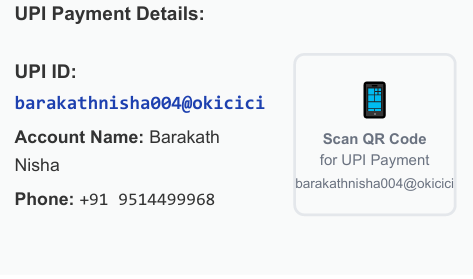 UPI Payment Details:
UPI ID:
barakathnisha004@okicici
Account Name: Barakath
Nisha
Phone: +91 9514499968
Scan QR Code
for UPI Payment
barakathnisha004@okicici